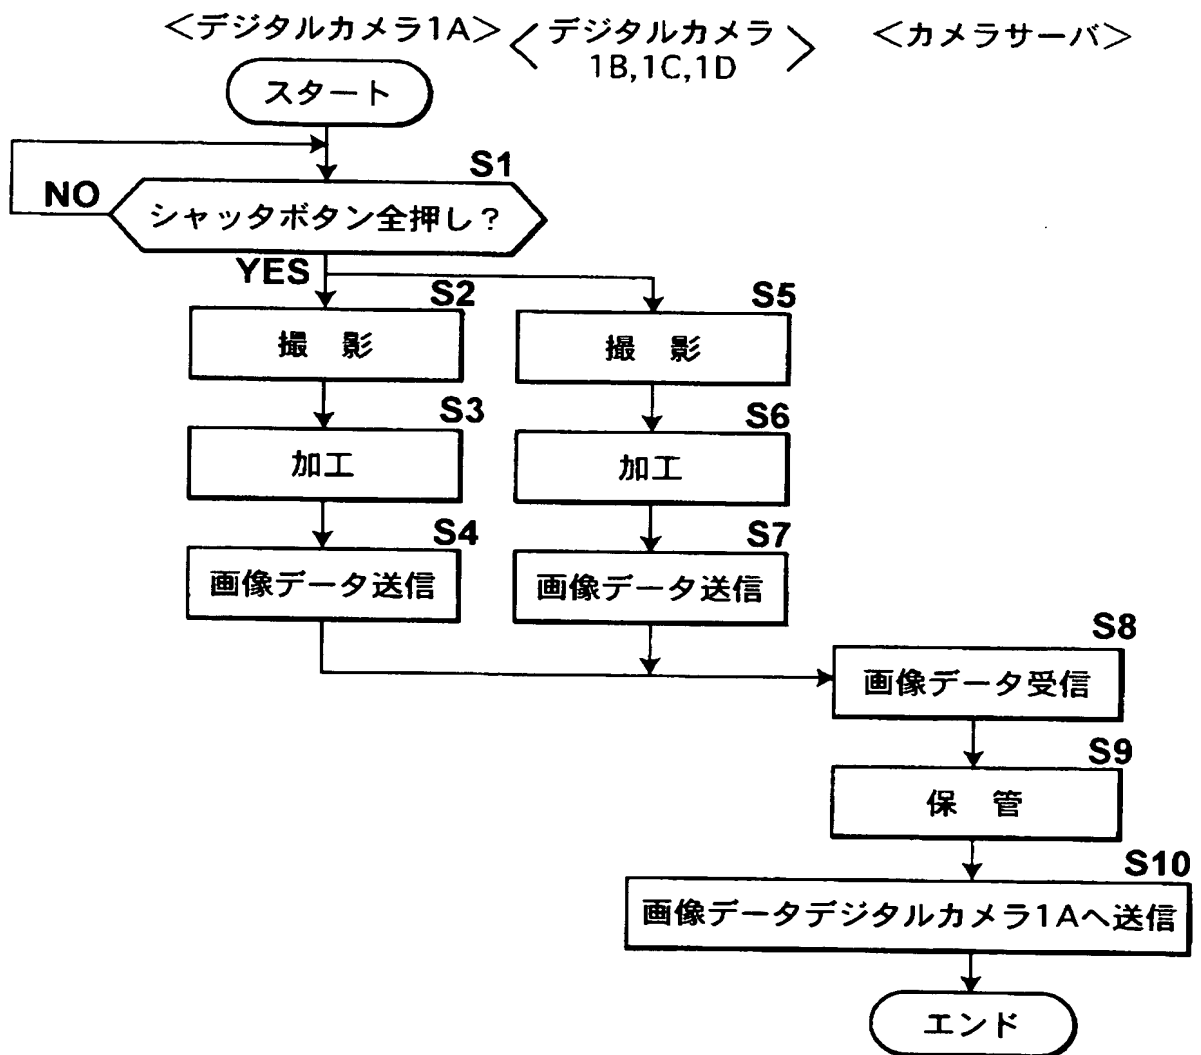 <デジタルカメラ1A>
<デジタルカメラ
1B,1C,1D>
<カメラサーバ>
スタート
S1
NO
シャッタボタン全押し?
YES
S2
撮 影
S5
撮 影
S3
加工
S6
加工
S4
画像データ送信
S7
画像データ送信
S8
画像データ受信
S9
保 管
S10
画像データデジタルカメラ1Aへ送信
エンド